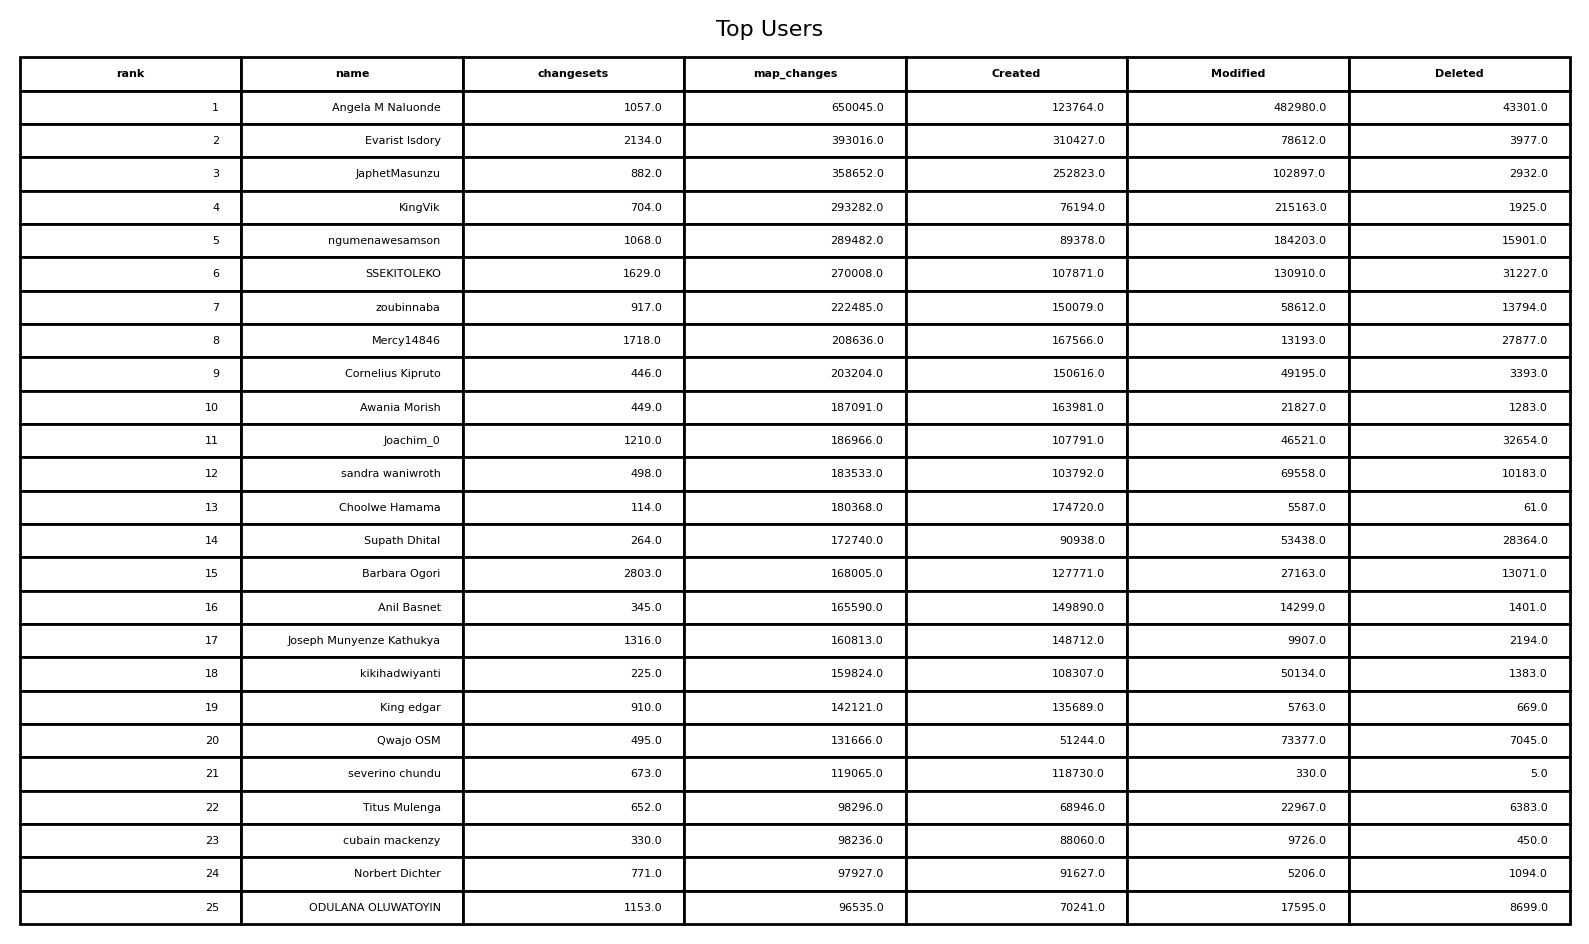 Top Users
rank name changesets map_changes Created Modified Deleted
1 Angela M Naluonde 1057.0 650045.0 123764.0 482980.0 43301.0
2 Evarist Isdory 2134.0 393016.0 310427.0 78612.0 3977.0
3 JaphetMasunzu 882.0 358652.0 252823.0 102897.0 2932.0
4 KingVik 704.0 293282.0 76194.0 215163.0 1925.0
5 ngumenawesamson 1068.0 289482.0 89378.0 184203.0 15901.0
6 SSEKITOLEKO 1629.0 270008.0 107871.0 130910.0 31227.0
7 zoubinnaba 917.0 222485.0 150079.0 58612.0 13794.0
8 Mercy14846 1718.0 208636.0 167566.0 13193.0 27877.0
9 Cornelius Kipruto 446.0 203204.0 150616.0 49195.0 3393.0
10 Awania Morish 449.0 187091.0 163981.0 21827.0 1283.0
11 Joachim_0 1210.0 186966.0 107791.0 46521.0 32654.0
12 sandra waniwroth 498.0 183533.0 103792.0 69558.0 10183.0
13 Choolwe Hamama 114.0 180368.0 174720.0 5587.0 61.0
14 Supath Dhital 264.0 172740.0 90938.0 53438.0 28364.0
15 Barbara Ogori 2803.0 168005.0 127771.0 27163.0 13071.0
16 Anil Basnet 345.0 165590.0 149890.0 14299.0 1401.0
17 Joseph Munyenze Kathukya 1316.0 160813.0 148712.0 9907.0 2194.0
18 kikihadwiyanti 225.0 159824.0 108307.0 50134.0 1383.0
19 King edgar 910.0 142121.0 135689.0 5763.0 669.0
20 Qwajo OSM 495.0 131666.0 51244.0 73377.0 7045.0
21 severino chundu 673.0 119065.0 118730.0 330.0 5.0
22 Titus Mulenga 652.0 98296.0 68946.0 22967.0 6383.0
23 cubain mackenzy 330.0 98236.0 88060.0 9726.0 450.0
24 Norbert Dichter 771.0 97927.0 91627.0 5206.0 1094.0
25 ODULANA OLUWATOYIN 1153.0 96535.0 70241.0 17595.0 8699.0